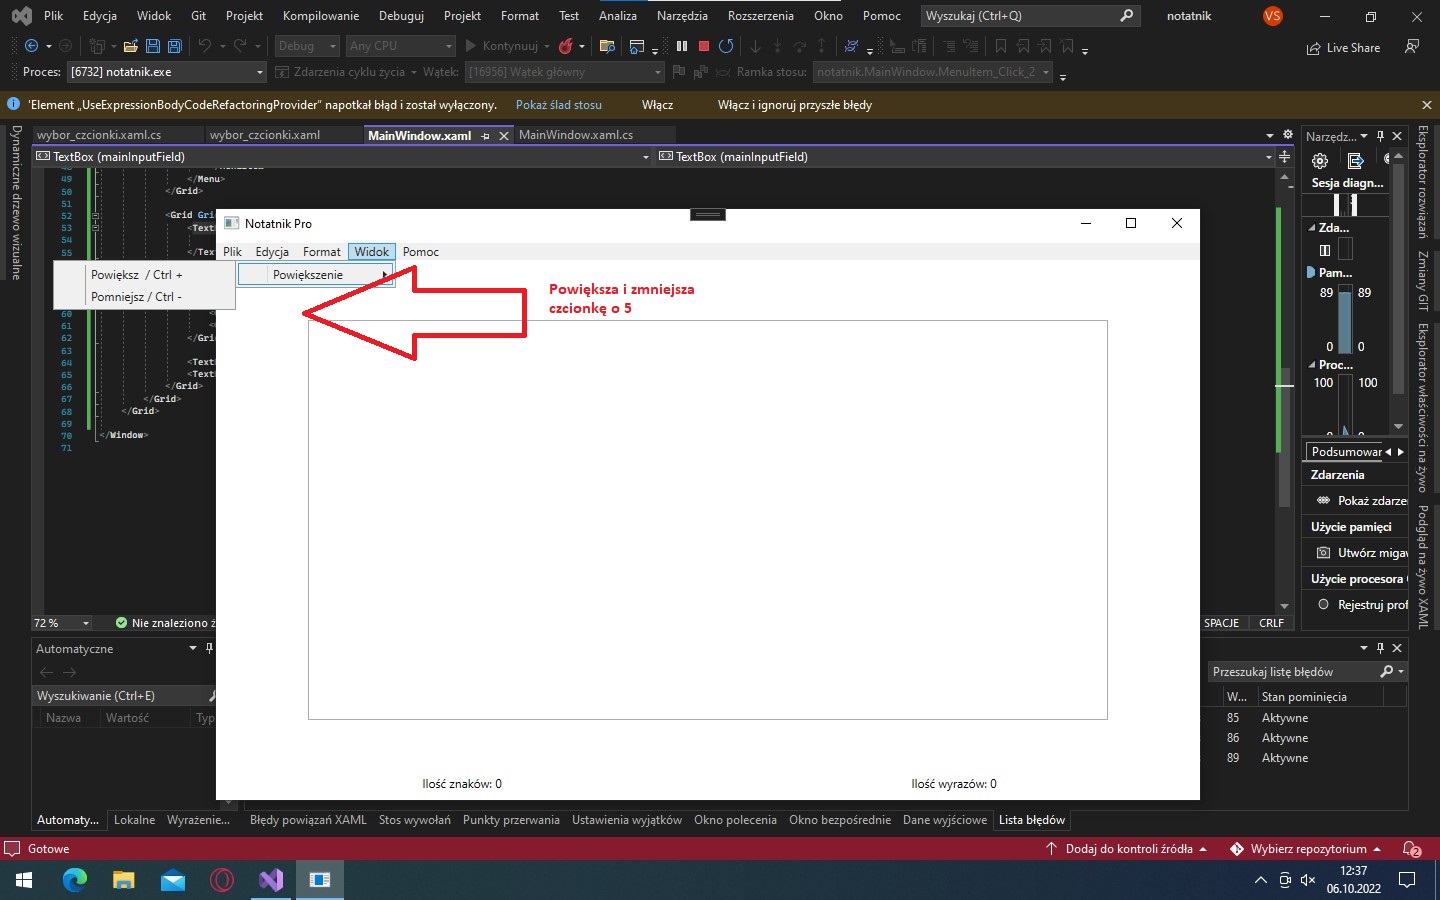 Plik Edycja Widok Git Projekt Kompilowanie Debuguj Projekt Format Test Analiza Narzędzia Rozszerzenia Okno Pomoc Wyszukaj (Ctrl+Q) notatnik VS
Debug Any CPU Kontynuuj Live Share
Proces: [6732] notatnik.exe Zdarzenia cyklu życia Wątek: [16956] Wątek główny Ramka stosu: notatnik.MainWindow.MenuItem_Click_2
'Element „UseExpressionBodyCodeRefactoringProvider” napotkał błąd i został wyłączony. Pokaż ślad stosu Włącz Włącz i ignoruj przyszłe błędy
Dynamiczne drzewo wizualne
wybor_czcionki.xaml.cs wybor_czcionki.xaml MainWindow.xaml MainWindow.xaml.cs
TextBox (mainInputField) TextBox (mainInputField)
49 </Menu>
50 </Grid>
51
52 <Grid Gri
53 <Text
54
55 </Tex
60 <
61 <
62 </Gri
63
64 <Text
65 <Text
66 </Grid>
67 </Grid>
68 </Grid>
69
70 </Window>
71
72 % Nie znaleziono ż
SPACJE CRLF
Notatnik Pro
Plik Edycja Format Widok Pomoc
Powiększenie
Powiększ / Ctrl +
Pomniejsz / Ctrl -
Powiększa i zmniejsza
czcionkę o 5
Ilość znaków: 0 Ilość wyrazów: 0
Narzędz...
Sesja diagn...
Zda...
Pam...
89 89
0 0
Proc...
100 100
0 0
Podsumowan
Zdarzenia
Pokaż zdarze
Użycie pamięci
Utwórz migaw
Użycie procesora
Rejestruj prof
Eksplorator rozwiązań
Zmiany GIT
Eksplorator właściwości na żywo
Podgląd na żywo XAML
Automatyczne
Wyszukiwanie (Ctrl+E)
Nazwa Wartość Typ
Przeszukaj listę błędów
W... Stan pominięcia
85 Aktywne
86 Aktywne
89 Aktywne
Automaty... Lokalne Wyrażenie... Błędy powiązań XAML Stos wywołań Punkty przerwania Ustawienia wyjątków Okno polecenia Okno bezpośrednie Dane wyjściowe Lista błędów
Gotowe Dodaj do kontroli źródła Wybierz repozytorium 2
12:37
06.10.2022